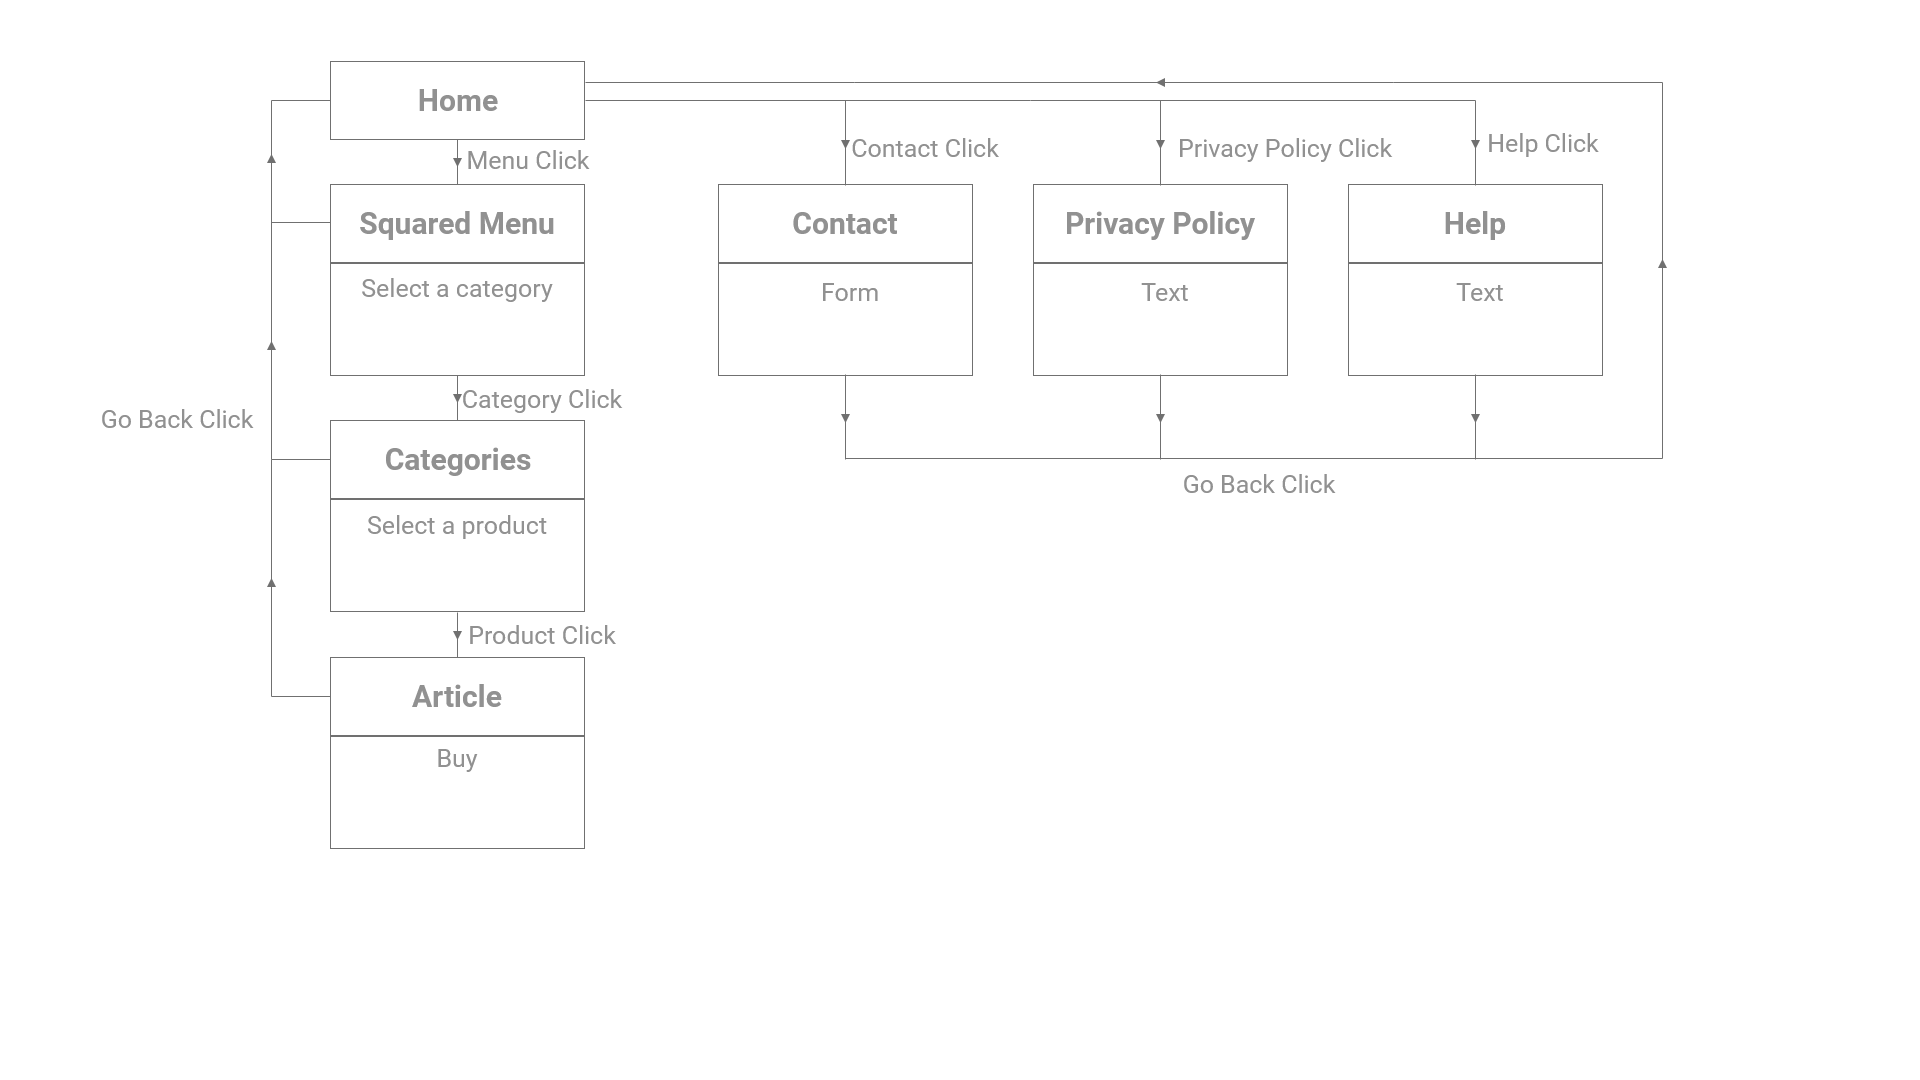 Home
Menu Click
Contact Click
Privacy Policy Click
Help Click
Squared Menu
Select a category
Contact
Form
Privacy Policy
Text
Help
Text
Category Click
Go Back Click
Categories
Select a product
Go Back Click
Product Click
Article
Buy